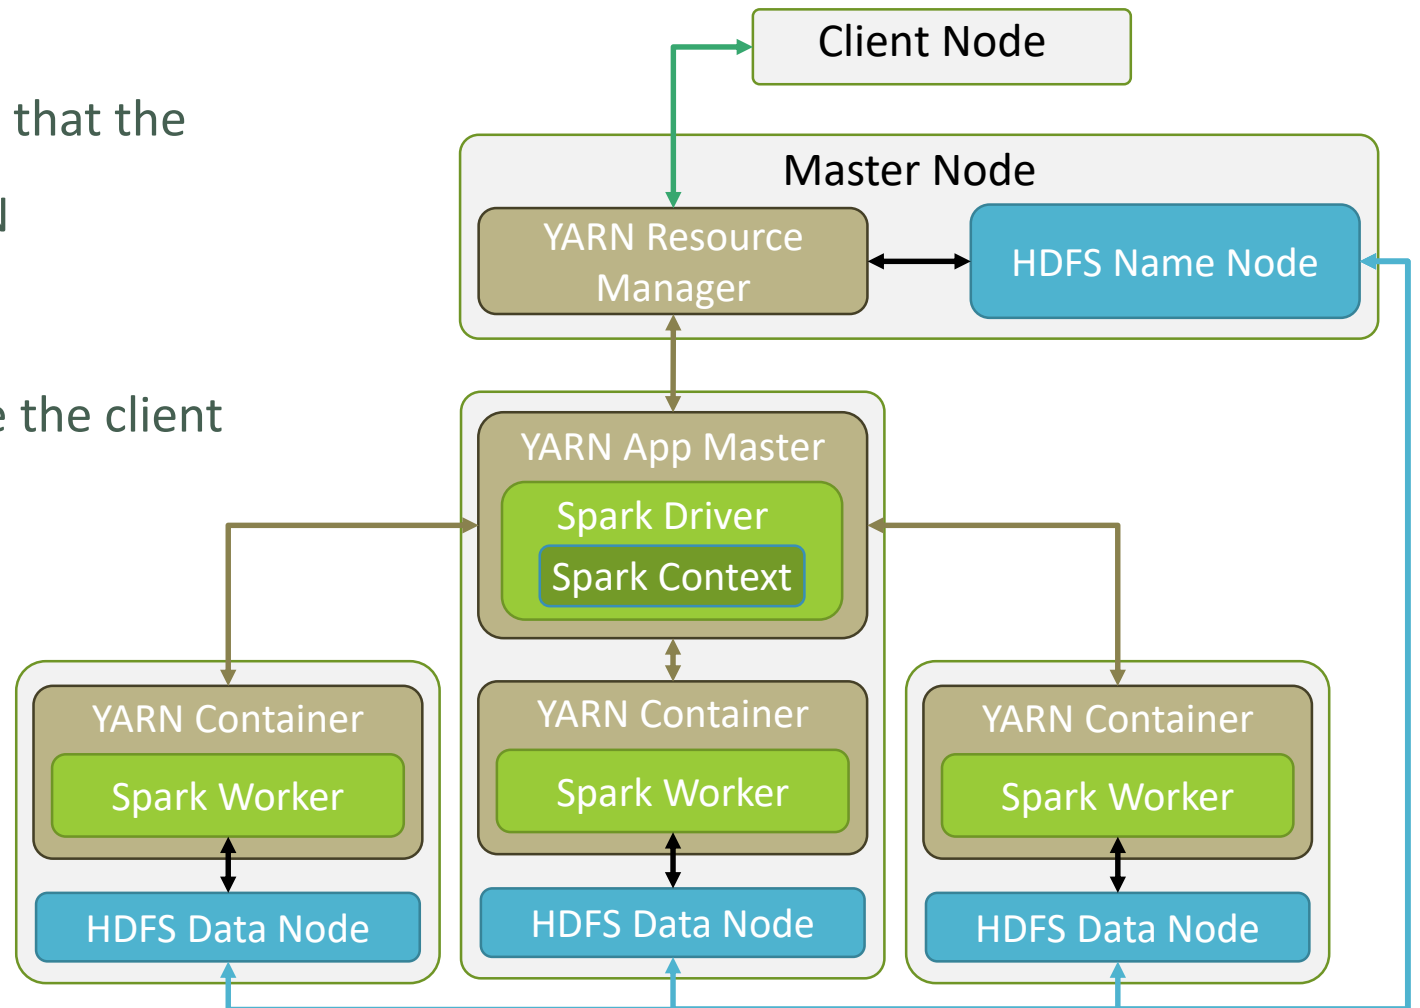 that the
e the client
Client Node
Master Node
YARN Resource
Manager
HDFS Name Node
YARN App Master
Spark Driver
Spark Context
YARN Container
Spark Worker
HDFS Data Node
YARN Container
Spark Worker
HDFS Data Node
YARN Container
Spark Worker
HDFS Data Node